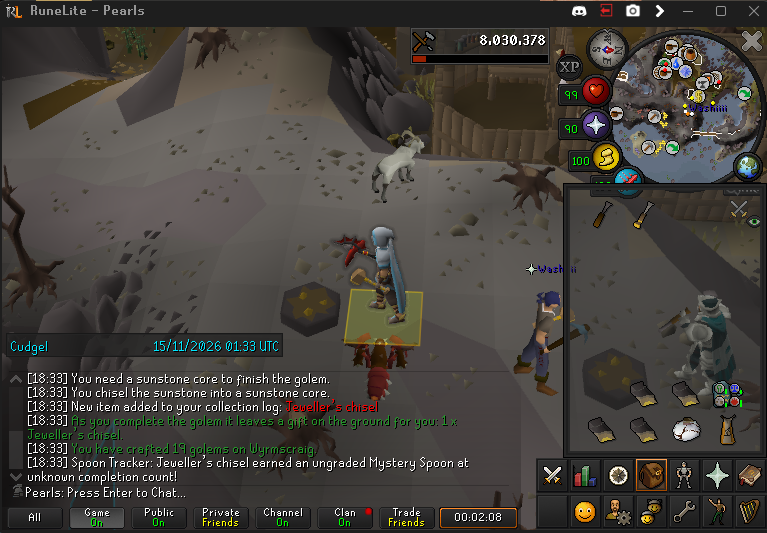 RuneLite - Pearls
8,030,378
XP
99
90
100
Cudgel 15/11/2026 01:33 UTC
[18:33] You need a sunstone core to finish the golem.
[18:33] You chisel the sunstone into a sunstone core.
[18:33] New item added to your collection log: Jeweller's chisel
[18:33] As you complete the golem it leaves a gift on the ground for you: 1 x
Jeweller's chisel.
[18:33] You have crafted 19 golems on Wyrmscraig.
[18:33] Spoon Tracker: Jeweller's chisel earned an ungraded Mystery Spoon at
unknown completion count!
Pearls: Press Enter to Chat...
All
Game
On
Public
On
Private
Friends
Channel
On
Clan
On
Trade
Friends
00:02:08